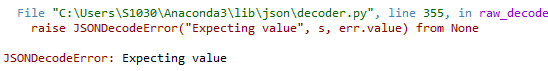 File "C:\Users\S1030\Anaconda3\lib\json\decoder.py", line 355, in raw_decode
raise JSONDecodeError("Expecting value", s, err.value) from None
JSONDecodeError: Expecting value